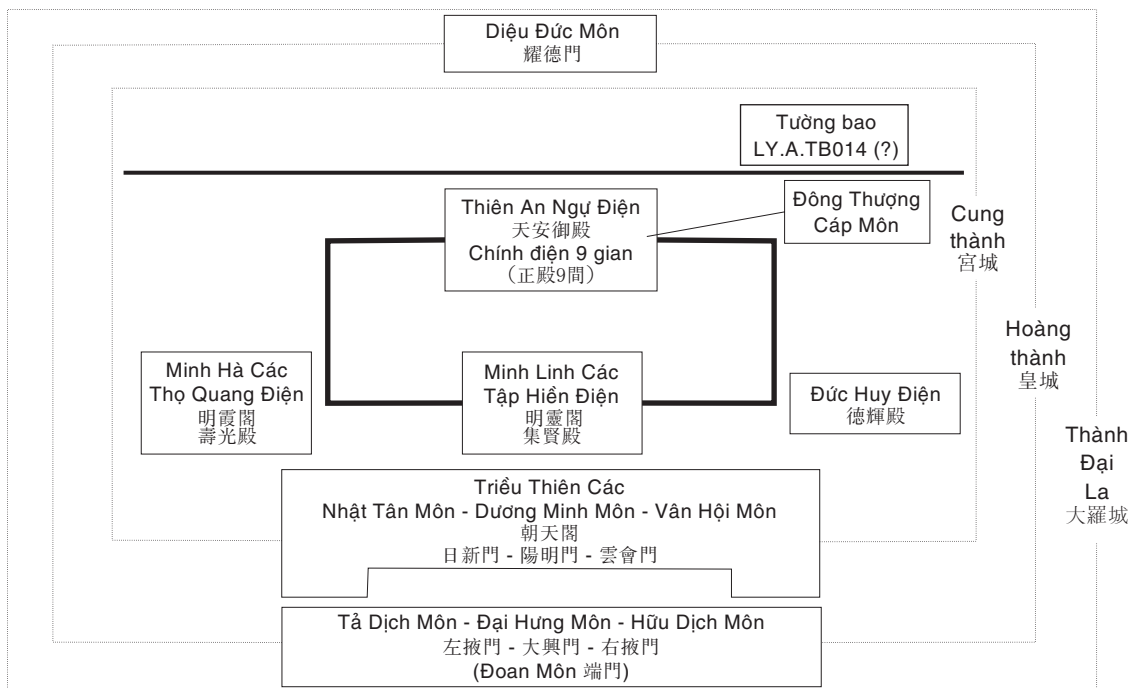 Diệu Đức Môn
耀德門
Tường bao
LY.A.TB014 (?)
Thiên An Ngự Điện
天安御殿
Chính điện 9 gian
（正殿9間）
Đông Thượng
Cáp Môn
Cung
thành
宮城
Hoàng
thành
皇城
Thành
Đại
La
大羅城
Minh Hà Các
Thọ Quang Điện
明霞閣
壽光殿
Minh Linh Các
Tập Hiền Điện
明靈閣
集賢殿
Đức Huy Điện
德輝殿
Triều Thiên Các
Nhật Tân Môn - Dương Minh Môn - Vân Hội Môn
朝天閣
日新門 - 陽明門 - 雲會門
Tả Dịch Môn - Đại Hưng Môn - Hữu Dịch Môn
左掖門 - 大興門 - 右掖門
(Đoan Môn 端門)